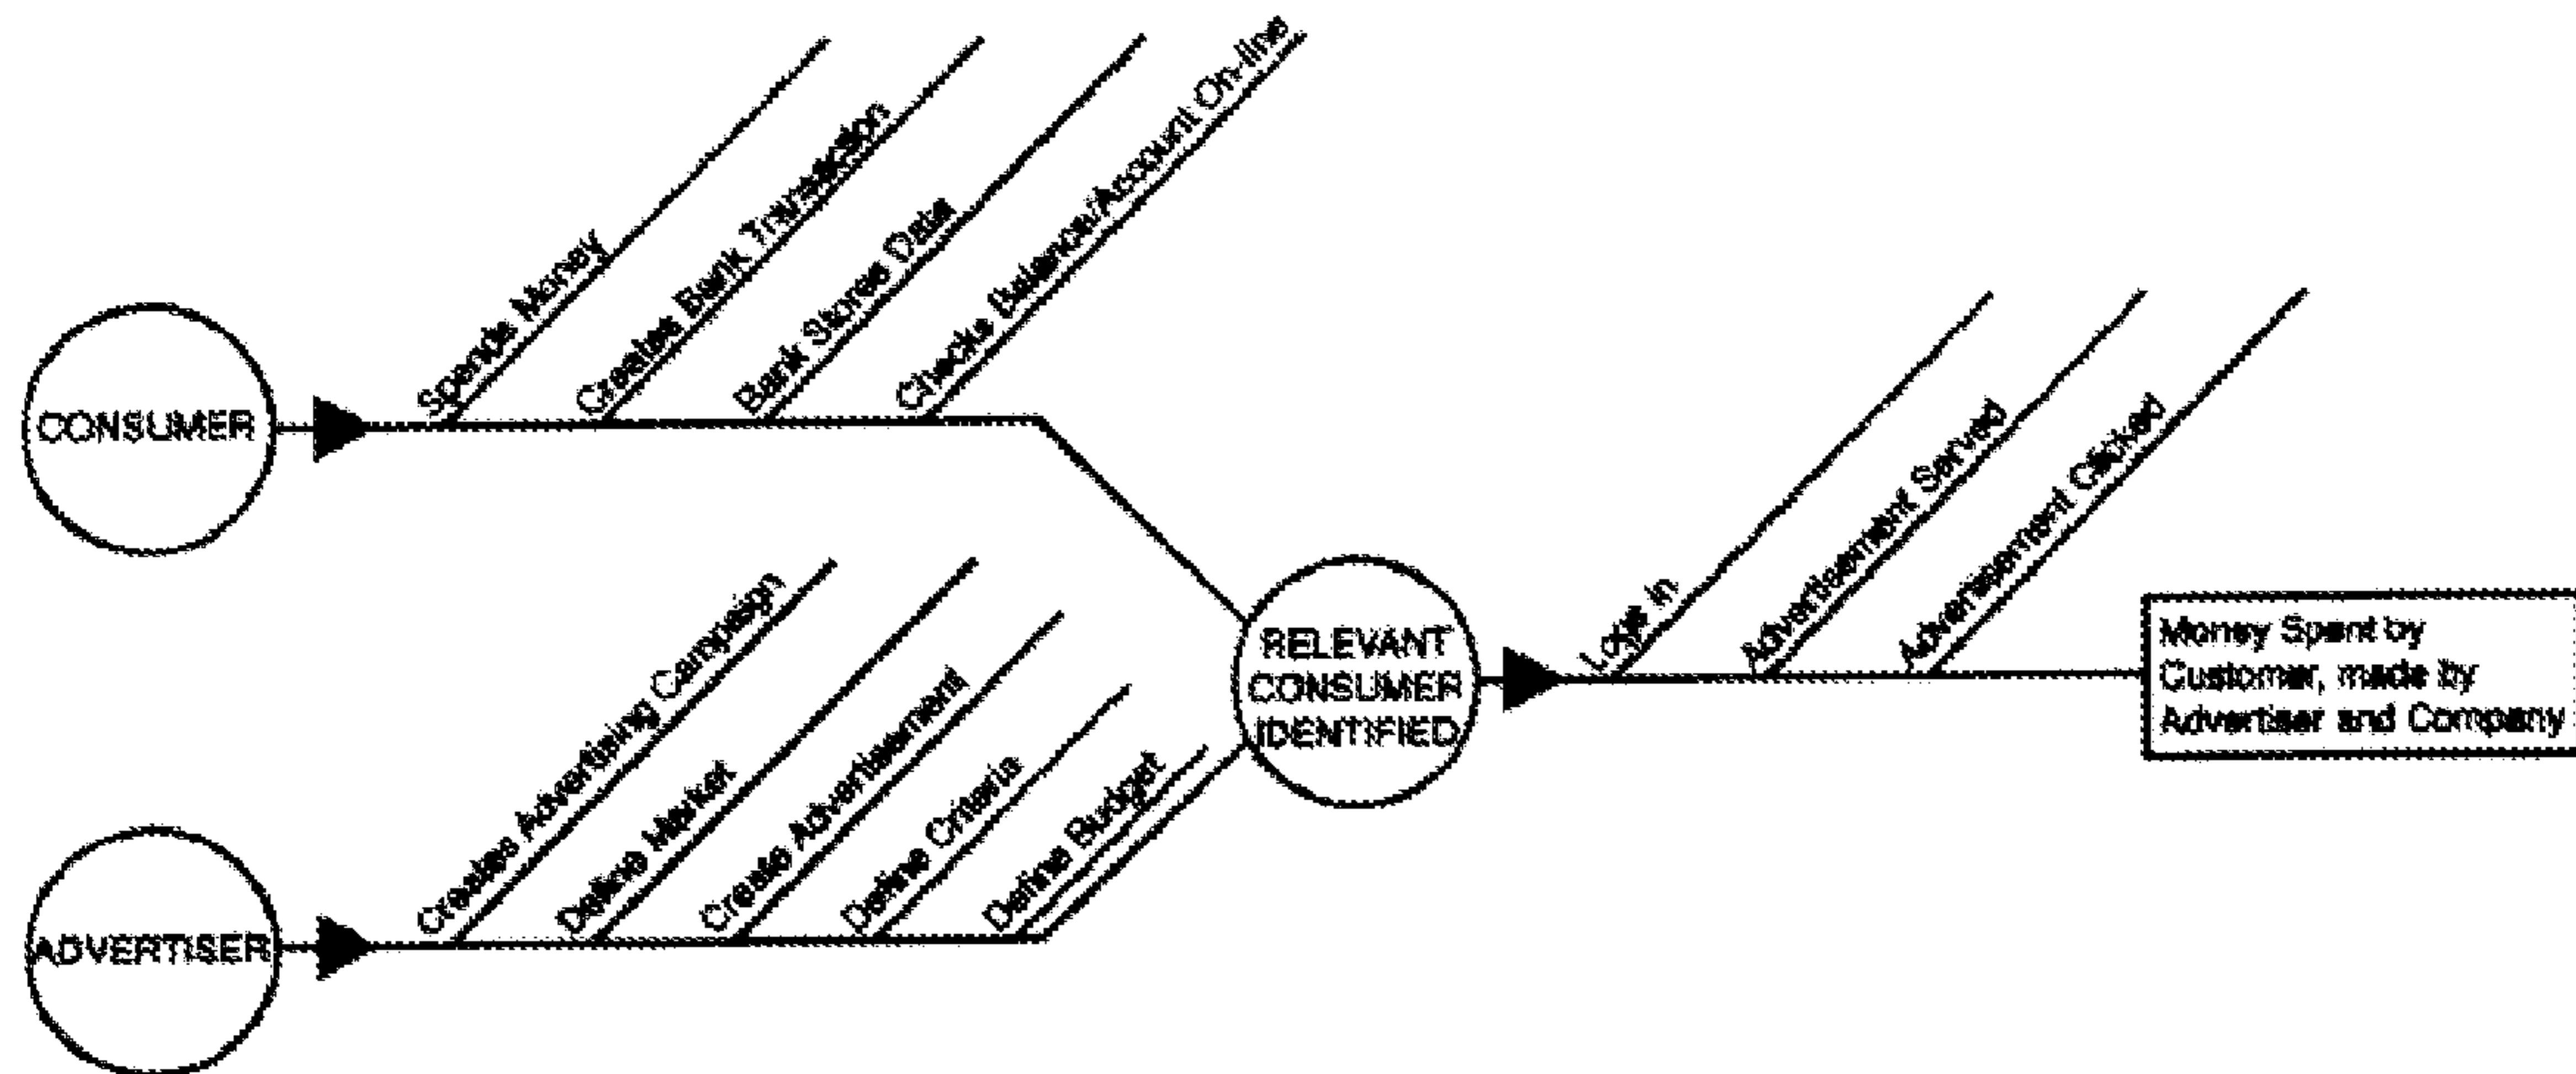 Spends Money
Creates Bank Transaction
Bank Stores Data
Checks Balance/Account On-line
CONSUMER
Logs In
Advertisement Served
Advertisement Clicked
Creates Advertising Campaign
Define Market
Create Advertisement
Define Criteria
Define Budget
ADVERTISER
RELEVANT
CONSUMER
IDENTIFIED
Money Spent by
Customer, made by
Advertiser and Company